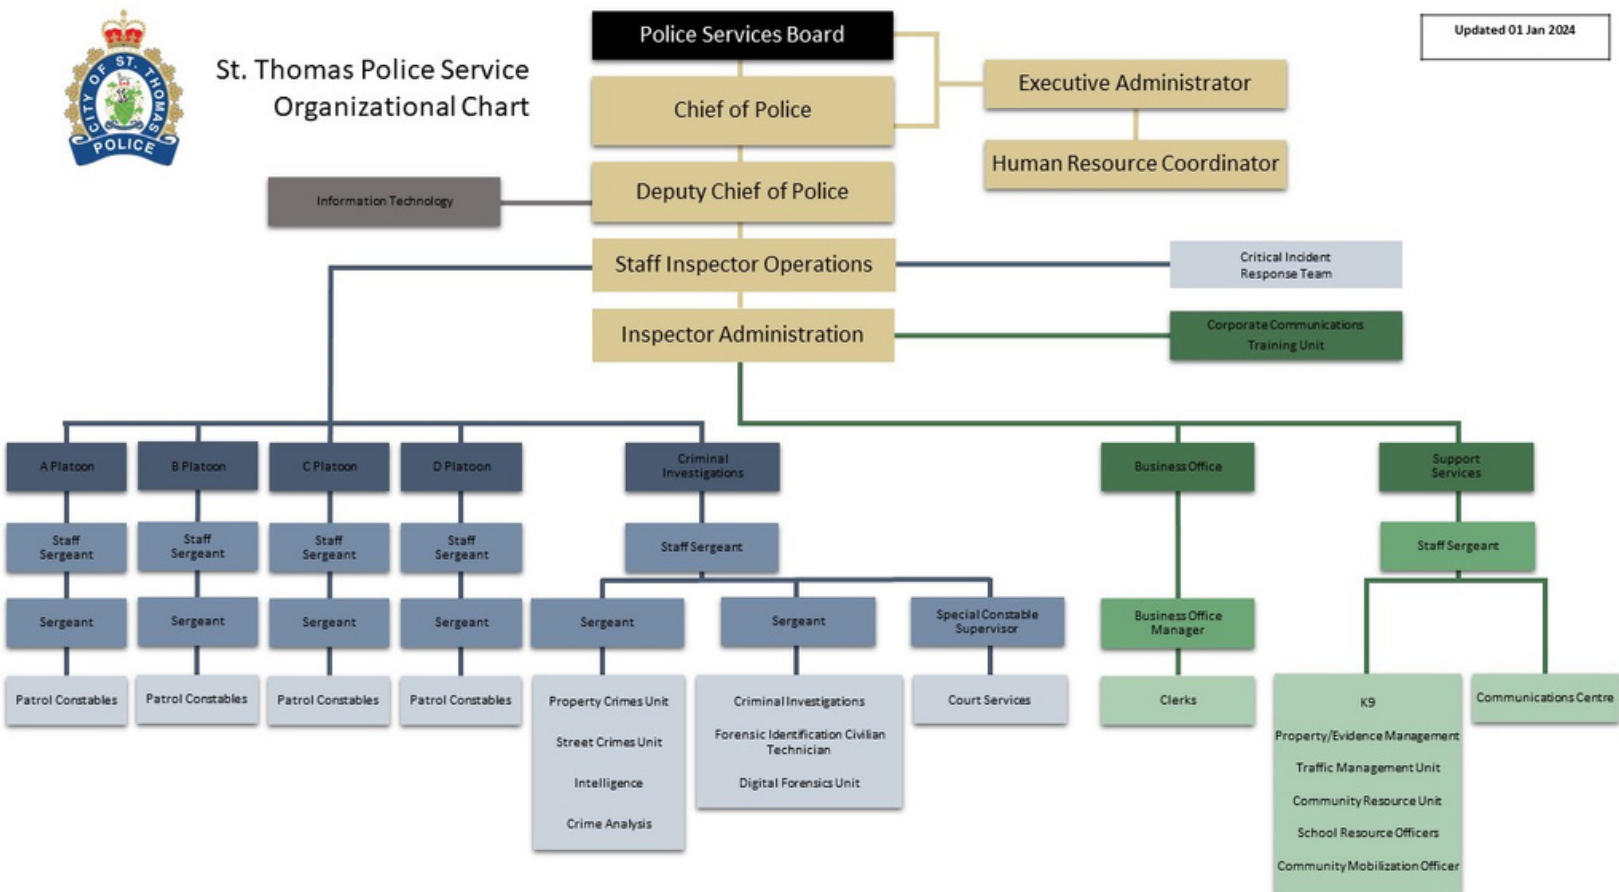 CITY OF ST. THOMAS
POLICE
St. Thomas Police Service
Organizational Chart
Updated 01 Jan 2024
Police Services Board
Chief of Police
Executive Administrator
Human Resource Coordinator
Deputy Chief of Police
Information Technology
Staff Inspector Operations
Critical Incident
Response Team
Inspector Administration
Corporate Communications
Training Unit
A Platoon
B Platoon
C Platoon
D Platoon
Criminal
Investigations
Business Office
Support
Services
Staff
Sergeant
Staff
Sergeant
Staff
Sergeant
Staff
Sergeant
Staff Sergeant
Staff Sergeant
Sergeant
Sergeant
Sergeant
Sergeant
Sergeant
Sergeant
Special Constable
Supervisor
Business Office
Manager
Patrol Constables
Patrol Constables
Patrol Constables
Patrol Constables
Property Crimes Unit
Street Crimes Unit
Intelligence
Crime Analysis
Criminal Investigations
Forensic Identification Civilian
Technician
Digital Forensics Unit
Court Services
Clerks
K9
Property/Evidence Management
Traffic Management Unit
Community Resource Unit
School Resource Officers
Community Mobilization Officer
Communications Centre